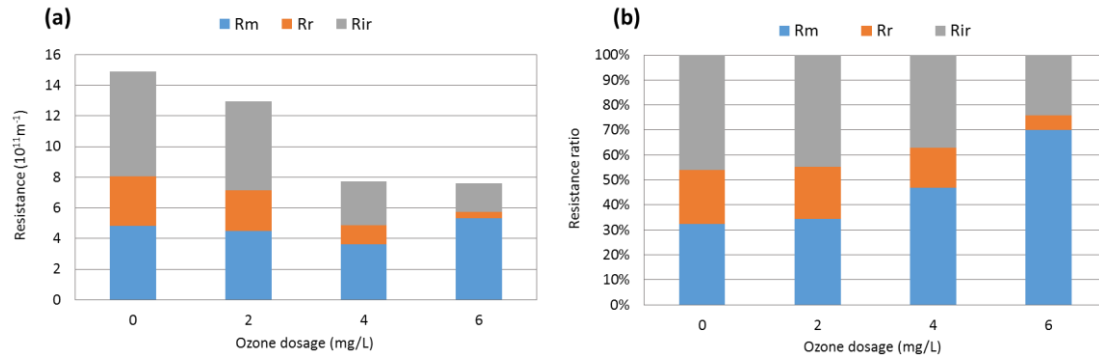 (a)
Rm Rr Rir
16
14
12
10
8
6
4
2
0
Resistance (10¹¹m⁻¹)
0 2 4 6
Ozone dosage (mg/L)
(b)
Rm Rr Rir
100%
90%
80%
70%
60%
50%
40%
30%
20%
10%
0%
Resistance ratio
0 2 4 6
Ozone dosage (mg/L)